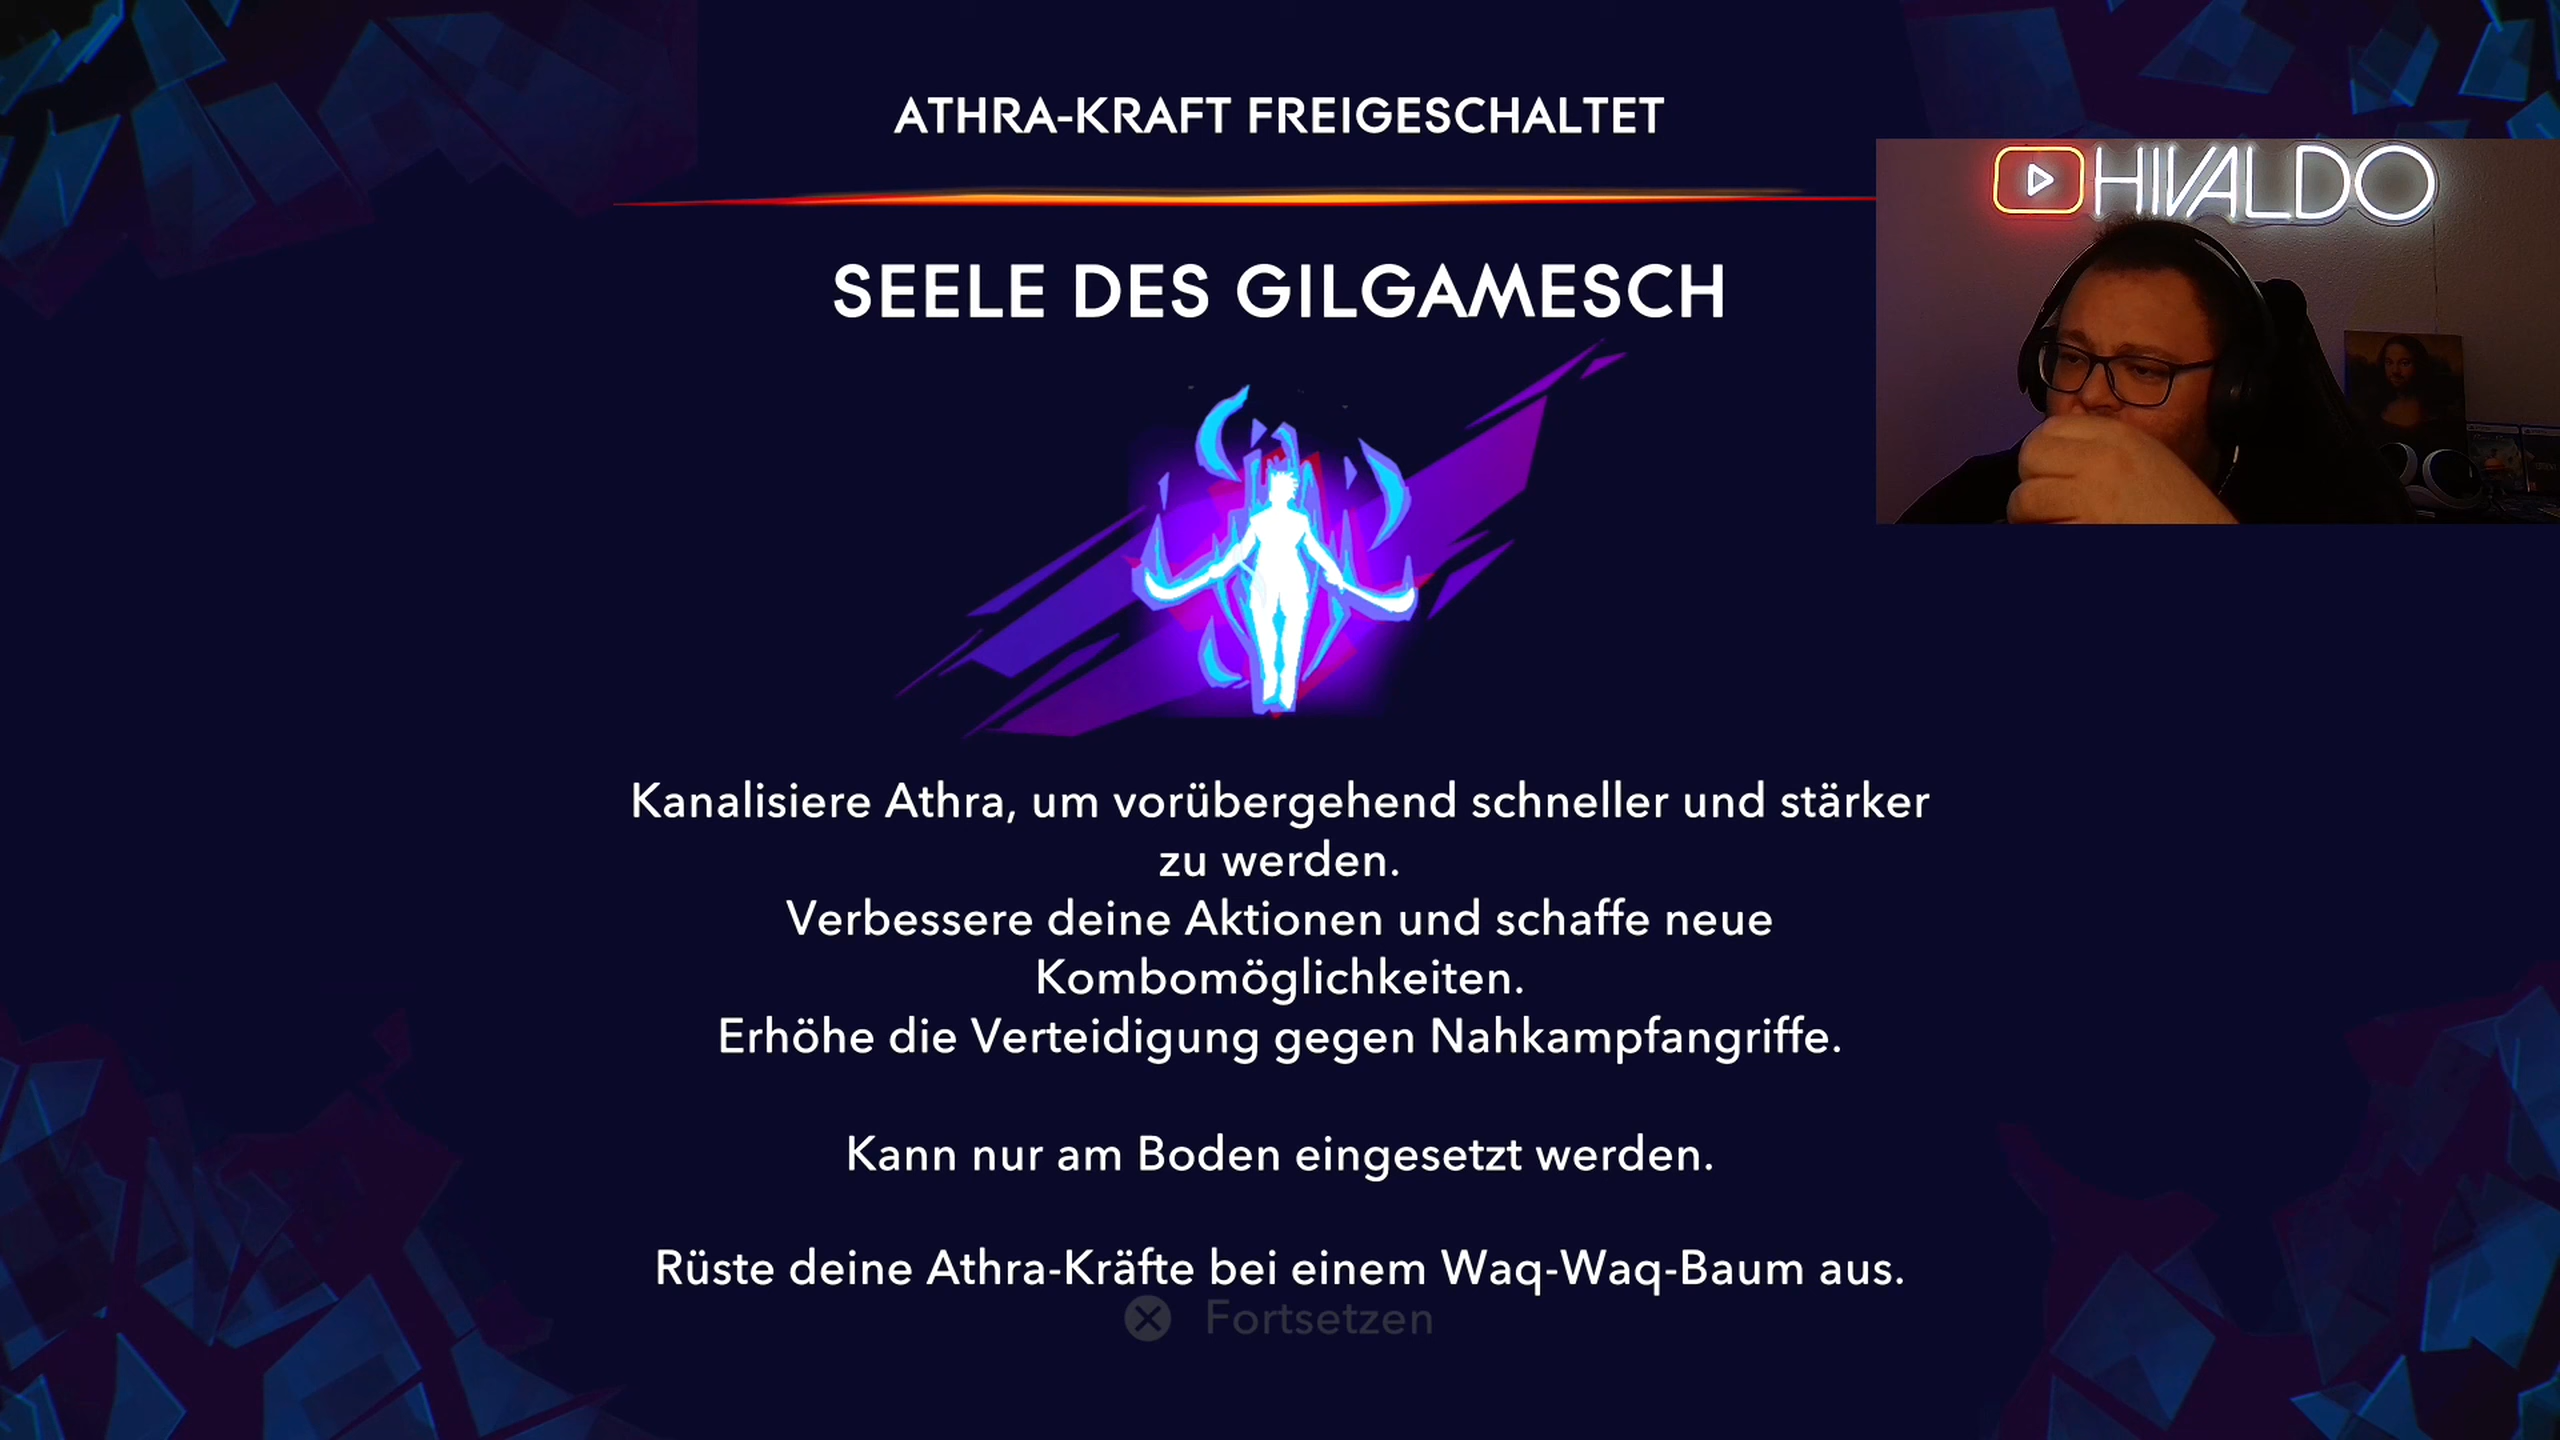 ATHRA-KRAFT FREIGESCHALTET
HIVALDO
SEELE DES GILGAMESCH
Kanalisiere Athra, um vorübergehend schneller und stärker
zu werden.
Verbessere deine Aktionen und schaffe neue
Kombomöglichkeiten.
Erhöhe die Verteidigung gegen Nahkampfangriffe.
Kann nur am Boden eingesetzt werden.
Rüste deine Athra-Kräfte bei einem Waq-Waq-Baum aus.
Fortsetzen